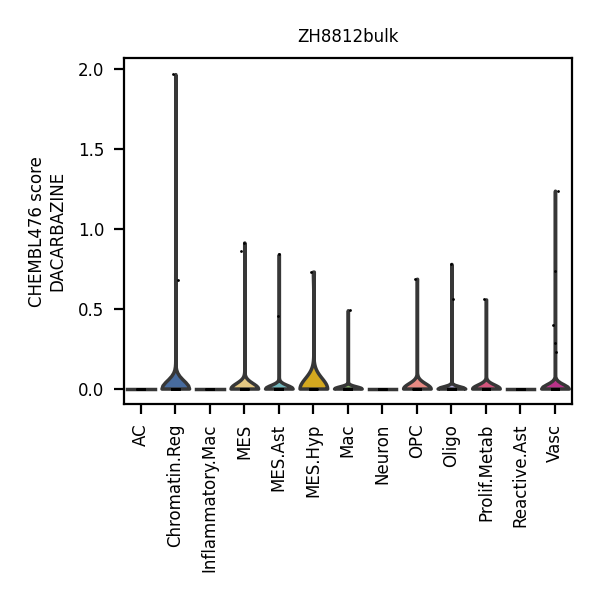 ZH8812bulk
CHEMBL476 score
DACARBAZINE
2.0
1.5
1.0
0.5
0.0
AC
Chromatin.Reg
Inflammatory.Mac
MES
MES.Ast
MES.Hyp
Mac
Neuron
OPC
Oligo
Prolif.Metab
Reactive.Ast
Vasc